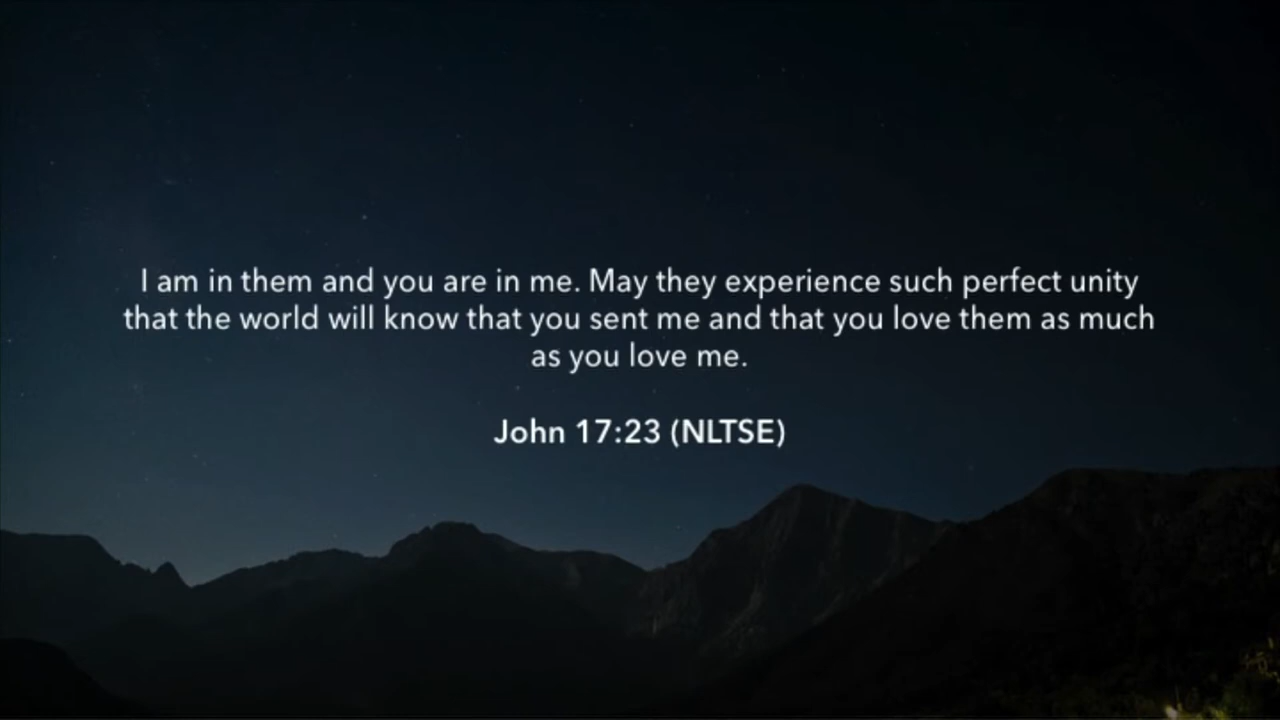 I am in them and you are in me. May they experience such perfect unity
that the world will know that you sent me and that you love them as much
as you love me.
John 17:23 (NLTSE)